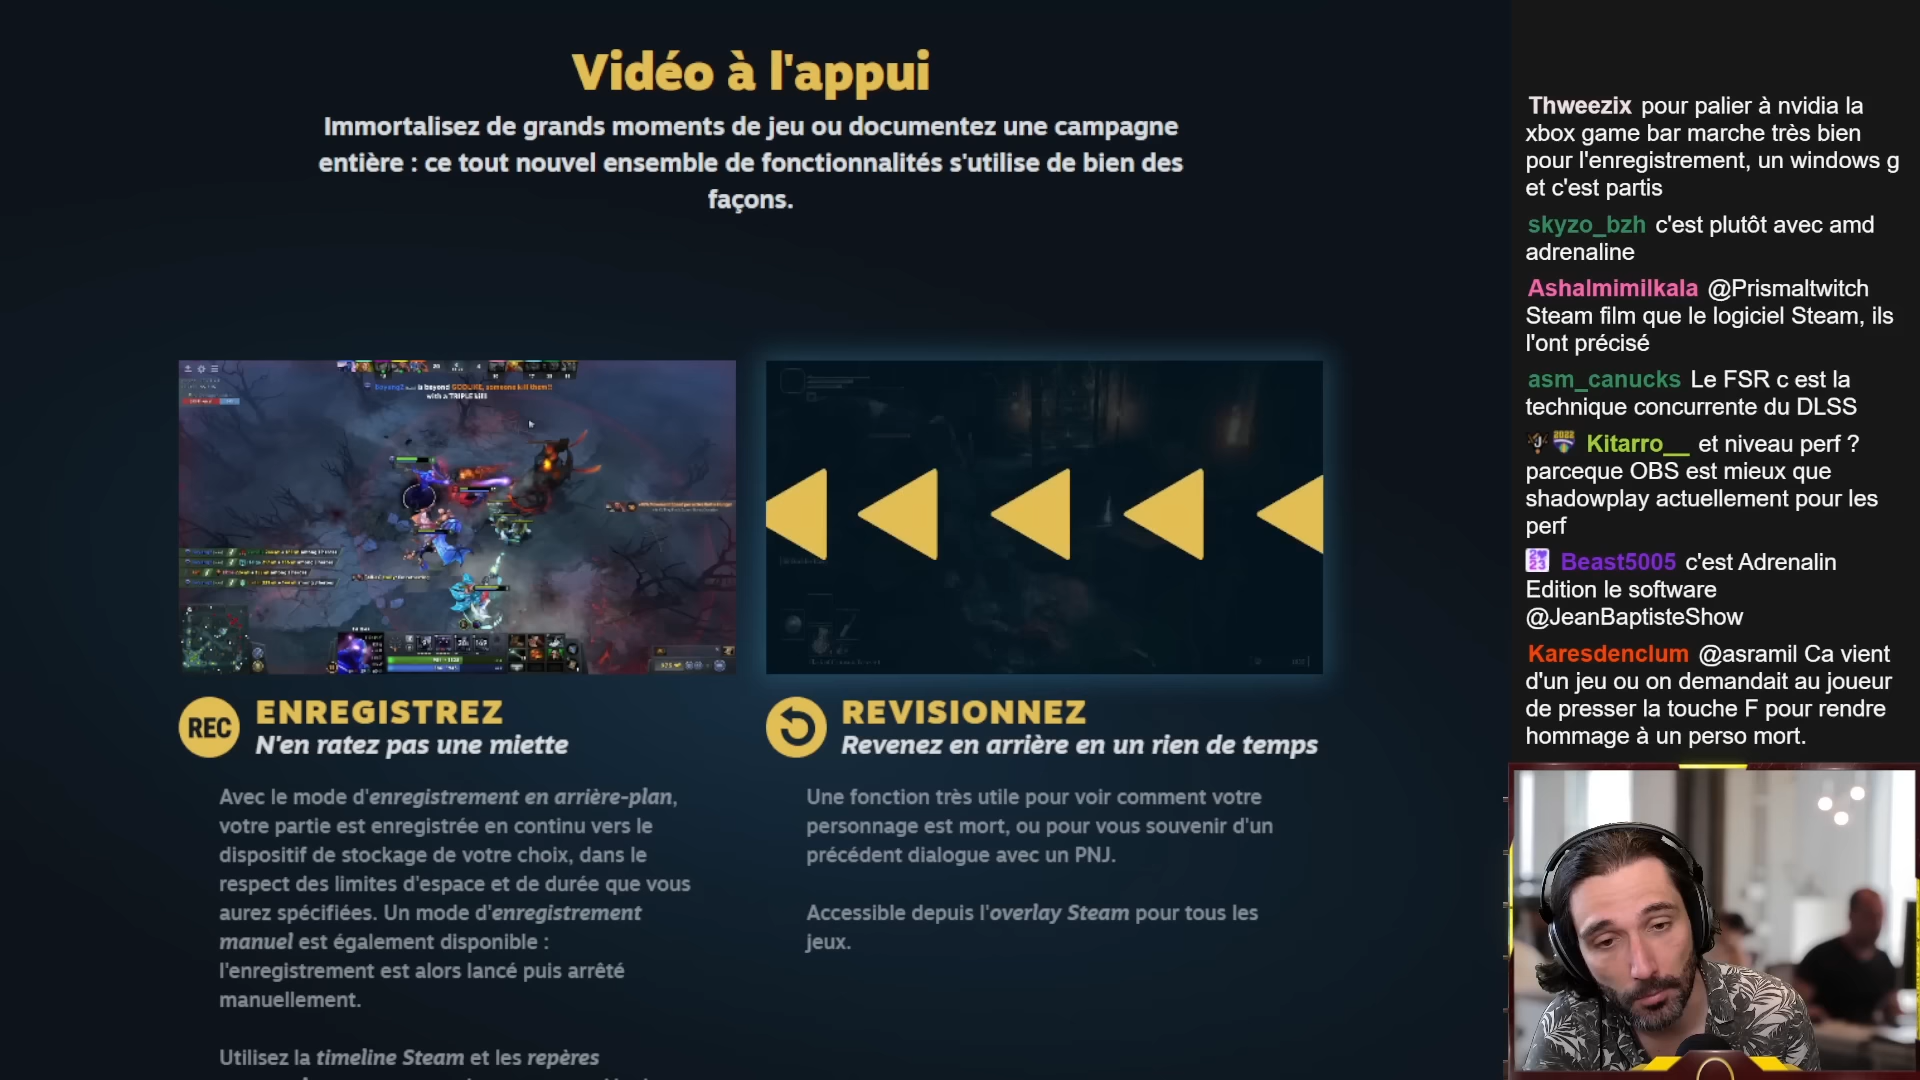 Vidéo à l'appui
Immortalisez de grands moments de jeu ou documentez une campagne
entière : ce tout nouvel ensemble de fonctionnalités s'utilise de bien des
façons.
is beyond GODLIKE, someone kill them!!
with a TRIPLE kill
REC
ENREGISTREZ
N'en ratez pas une miette
Avec le mode d'enregistrement en arrière-plan,
votre partie est enregistrée en continu vers le
dispositif de stockage de votre choix, dans le
respect des limites d'espace et de durée que vous
aurez spécifiées. Un mode d'enregistrement
manuel est également disponible :
l'enregistrement est alors lancé puis arrêté
manuellement.
Utilisez la timeline Steam et les repères
REVISIONNEZ
Revenez en arrière en un rien de temps
Une fonction très utile pour voir comment votre
personnage est mort, ou pour vous souvenir d'un
précédent dialogue avec un PNJ.
Accessible depuis l'overlay Steam pour tous les
jeux.
Thweezix pour palier à nvidia la
xbox game bar marche très bien
pour l'enregistrement, un windows g
et c'est partis
skyzo_bzh c'est plutôt avec amd
adrenaline
Ashalmimilkala @Prismaltwitch
Steam film que le logiciel Steam, ils
l'ont précisé
asm_canucks Le FSR c est la
technique concurrente du DLSS
Kitarro__ et niveau perf ?
parceque OBS est mieux que
shadowplay actuellement pour les
perf
Beast5005 c'est Adrenalin
Edition le software
@JeanBaptisteShow
Karesdenclum @asramil Ca vient
d'un jeu ou on demandait au joueur
de presser la touche F pour rendre
hommage à un perso mort.